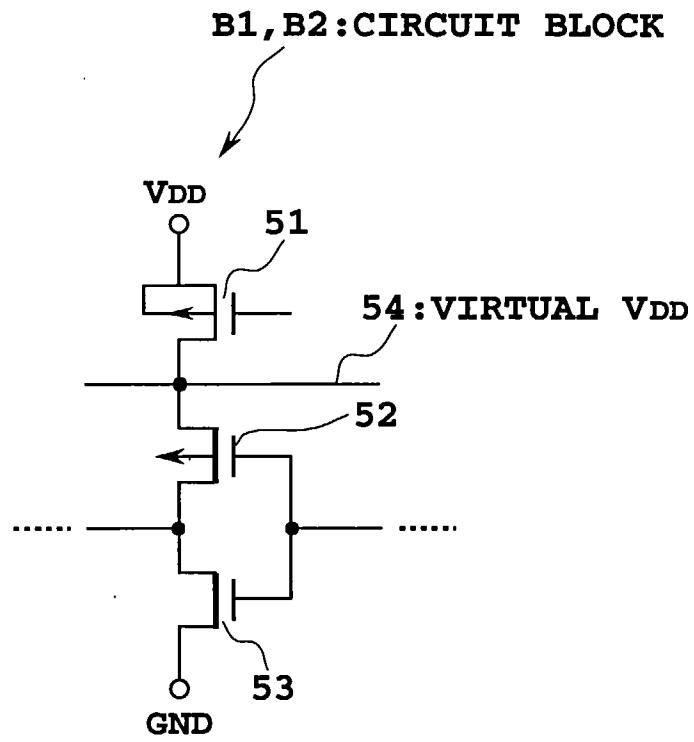 B1,B2:CIRCUIT BLOCK
VDD
51
54:VIRTUAL VDD
52
53
GND